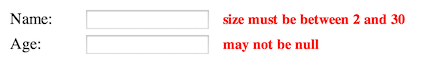 Name: size must be between 2 and 30
Age: may not be null